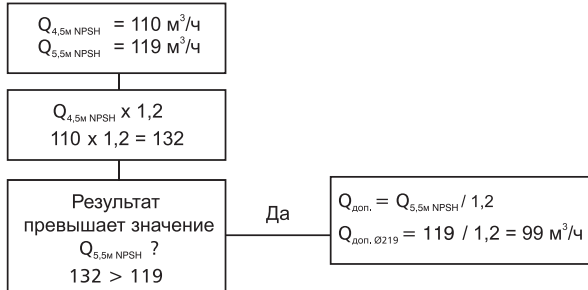 Q4,5м NPSH = 110 м³/ч
Q5,5м NPSH = 119 м³/ч
Q4,5м NPSH x 1,2
110 x 1,2 = 132
Результат
превышает значение
Q5,5м NPSH ?
132 > 119
Да
Qдоп. = Q5,5м NPSH / 1,2
Qдоп. Ø219 = 119 / 1,2 = 99 м³/ч